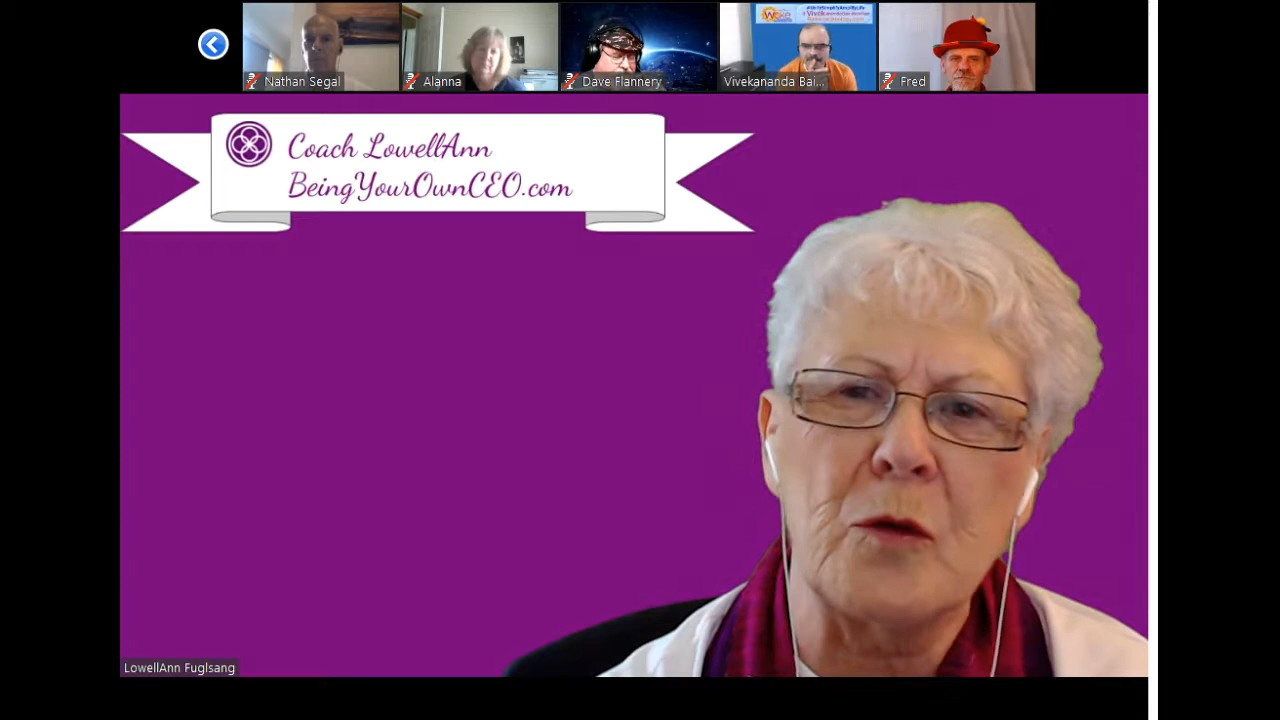 Nathan Segal
Alanna
Dave Flannery
Vivekananda Bai...
Fred
Coach LowellAnn
BeingYourOwnCEO.com
LowellAnn Fuglsang